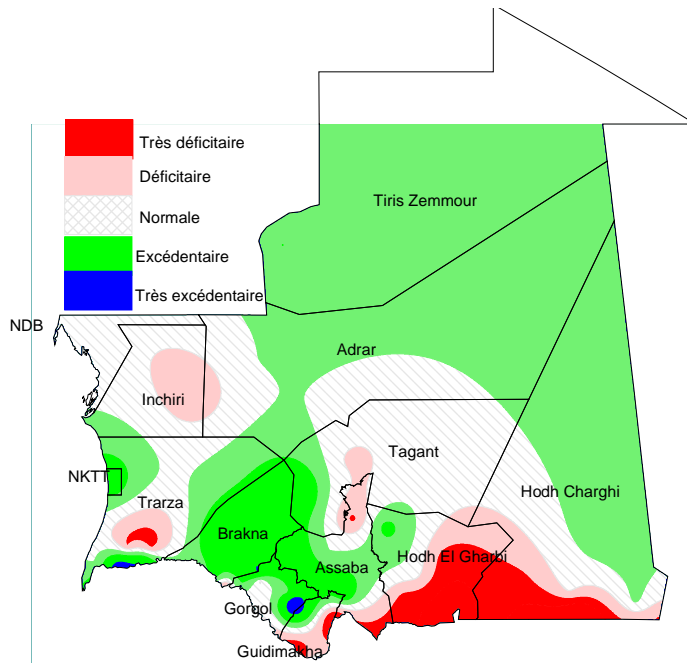 Très déficitaire
Déficitaire
Normale
Excédentaire
Très excédentaire
Tiris Zemmour
NDB
Adrar
Inchiri
Tagant
NKTT
Trarza
Hodh Charghi
Brakna
Hodh El Gharbi
Assaba
Gorgol
Guidimakha